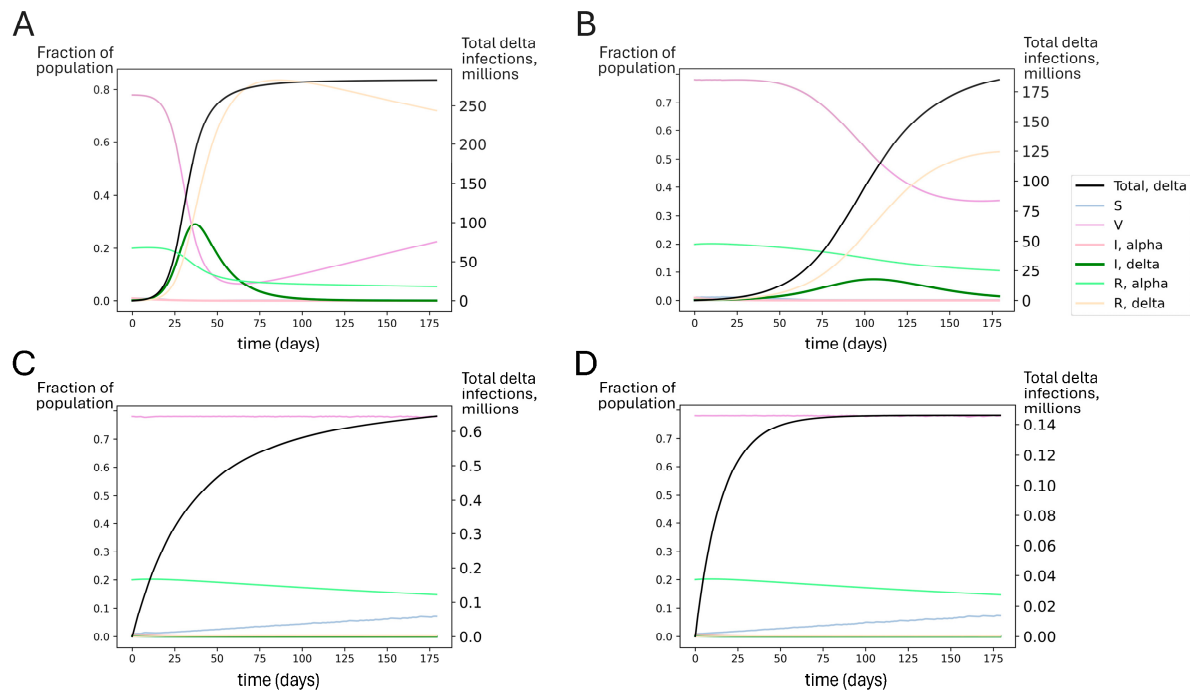 A
Fraction of
population
Total delta
infections,
millions
0.8
0.6
0.4
0.2
0.0
250
200
150
100
50
0
0 25 50 75 100 125 150 175
time (days)
B
Fraction of
population
Total delta
infections,
millions
0.7
0.6
0.5
0.4
0.3
0.2
0.1
0.0
175
150
125
100
75
50
25
0
0 25 50 75 100 125 150 175
time (days)
Total, delta
S
V
I, alpha
I, delta
R, alpha
R, delta
C
Fraction of
population
Total delta
infections,
millions
0.7
0.6
0.5
0.4
0.3
0.2
0.1
0.0
0.6
0.5
0.4
0.3
0.2
0.1
0.0
0 25 50 75 100 125 150 175
time (days)
D
Fraction of
population
Total delta
infections,
millions
0.7
0.6
0.5
0.4
0.3
0.2
0.1
0.0
0.14
0.12
0.10
0.08
0.06
0.04
0.02
0.00
0 25 50 75 100 125 150 175
time (days)